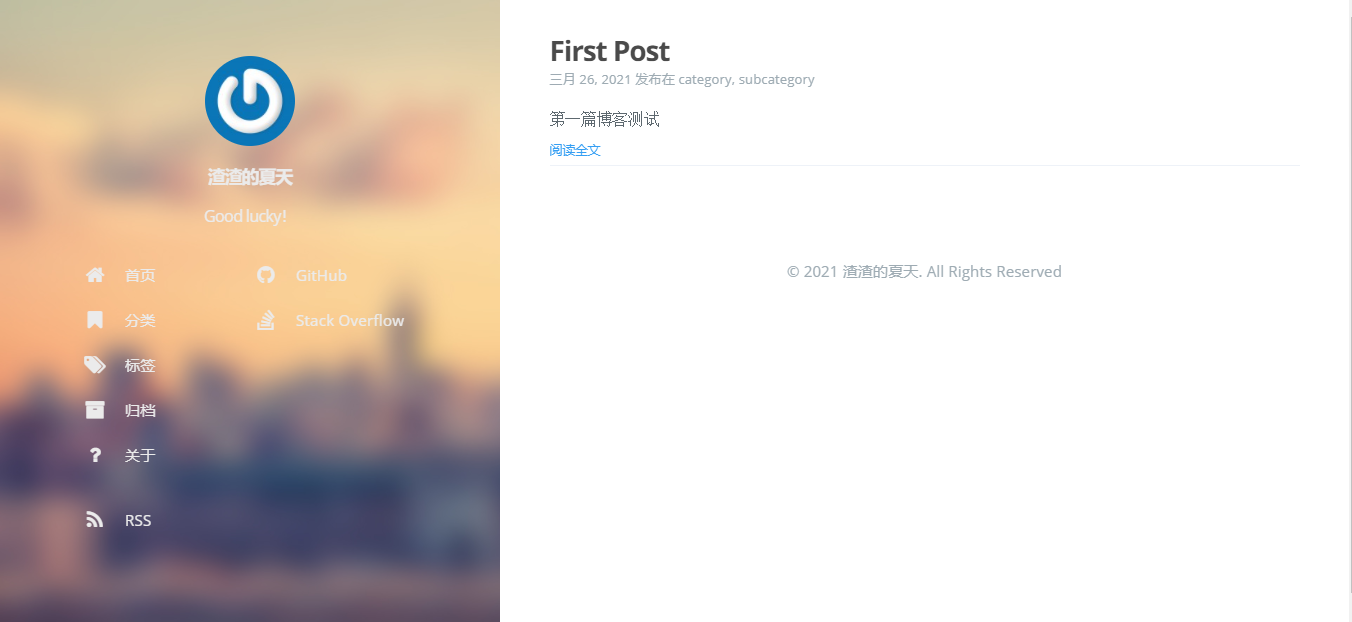 渣渣的夏天
Good lucky!
首页
分类
标签
归档
关于
RSS
GitHub
Stack Overflow
First Post
三月 26, 2021 发布在 category, subcategory
第一篇博客测试
阅读全文
© 2021 渣渣的夏天. All Rights Reserved